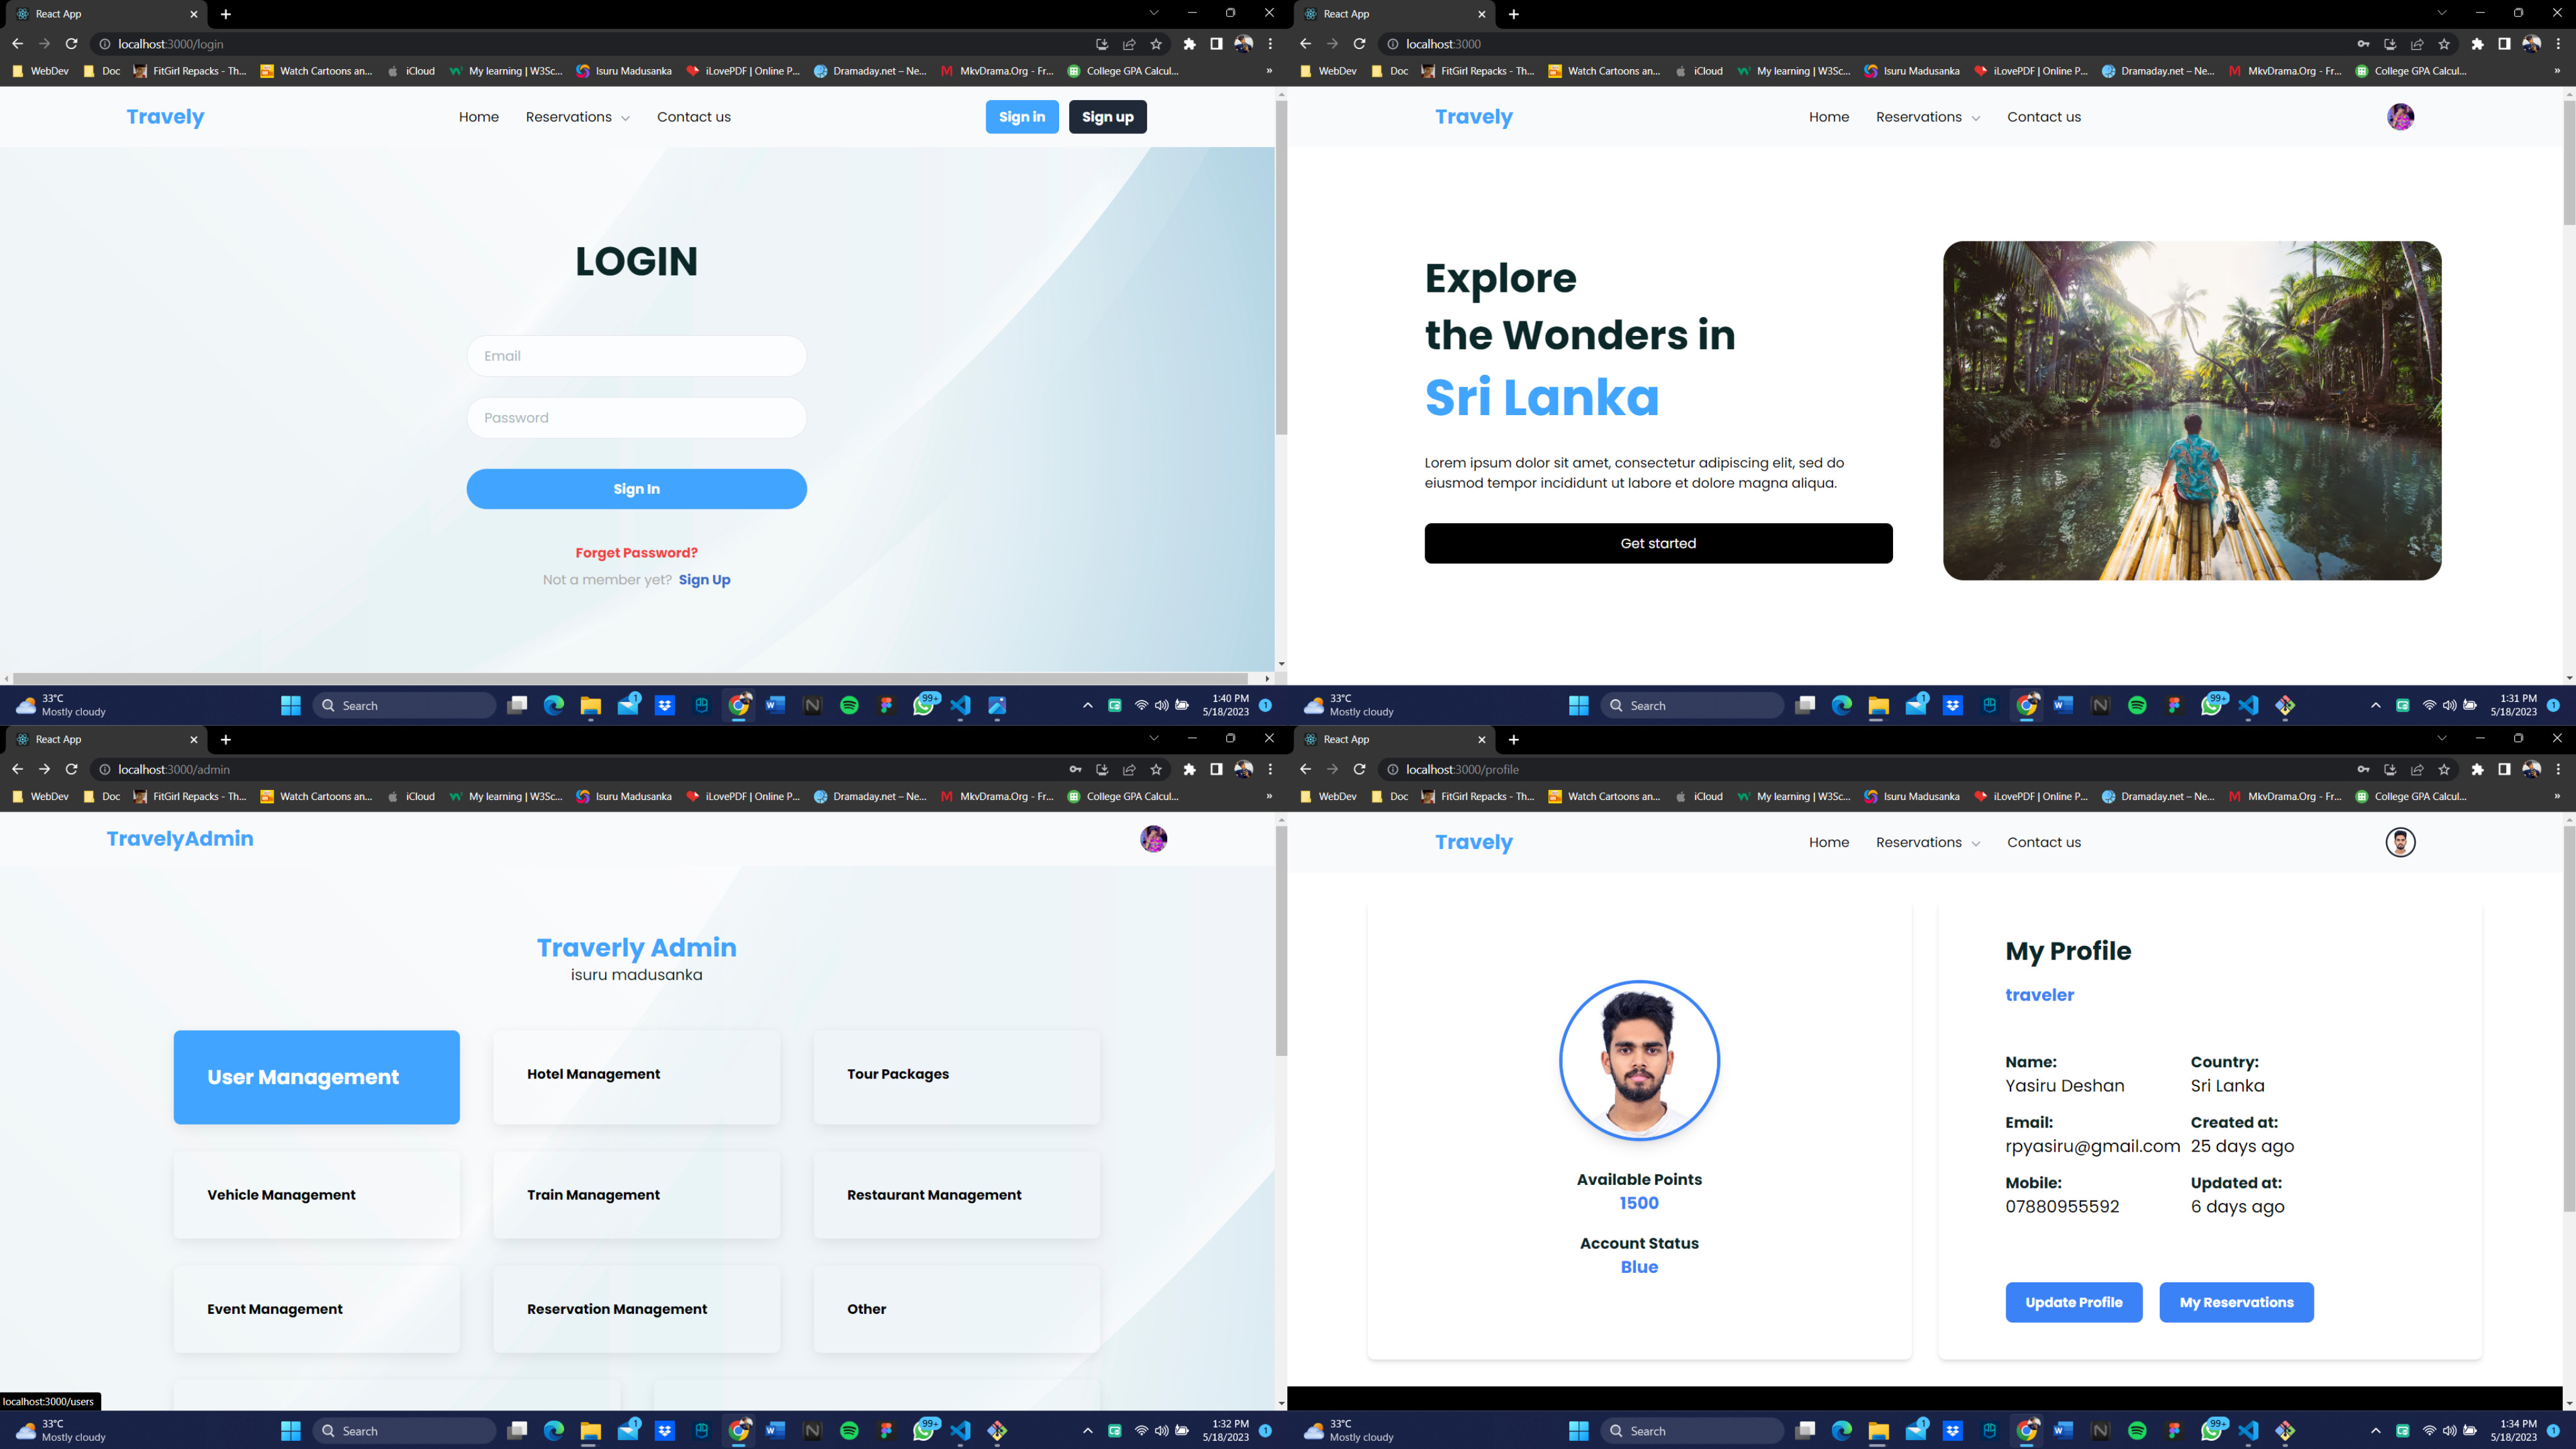 React App
localhost:3000/login
WebDev Doc FitGirl Repacks - Th... Watch Cartoons an... iCloud My learning | W3Sc... Isuru Madusanka iLovePDF | Online P... Dramaday.net – Ne... MkvDrama.Org - Fr... College GPA Calcul... »
Travely Home Reservations Contact us Sign in Sign up
LOGIN
Email
Password
Sign In
Forget Password?
Not a member yet? Sign Up
33°C
Mostly cloudy
Search
1
99+
1:40 PM
5/18/2023
1
React App
localhost:3000
WebDev Doc FitGirl Repacks - Th... Watch Cartoons an... iCloud My learning | W3Sc... Isuru Madusanka iLovePDF | Online P... Dramaday.net – Ne... MkvDrama.Org - Fr... College GPA Calcul... »
Travely Home Reservations Contact us
Explore
the Wonders in
Sri Lanka
Lorem ipsum dolor sit amet, consectetur adipiscing elit, sed do
eiusmod tempor incididunt ut labore et dolore magna aliqua.
Get started
33°C
Mostly cloudy
Search
1
99+
1:31 PM
5/18/2023
1
React App
localhost:3000/admin
WebDev Doc FitGirl Repacks - Th... Watch Cartoons an... iCloud My learning | W3Sc... Isuru Madusanka iLovePDF | Online P... Dramaday.net – Ne... MkvDrama.Org - Fr... College GPA Calcul... »
TravelyAdmin
Traverly Admin
isuru madusanka
User Management Hotel Management Tour Packages
Vehicle Management Train Management Restaurant Management
Event Management Reservation Management Other
localhost:3000/users
33°C
Mostly cloudy
Search
1
99+
1:32 PM
5/18/2023
1
React App
localhost:3000/profile
WebDev Doc FitGirl Repacks - Th... Watch Cartoons an... iCloud My learning | W3Sc... Isuru Madusanka iLovePDF | Online P... Dramaday.net – Ne... MkvDrama.Org - Fr... College GPA Calcul... »
Travely Home Reservations Contact us
Available Points
1500
Account Status
Blue
My Profile
traveler
Name: Country:
Yasiru Deshan Sri Lanka
Email: Created at:
rpyasiru@gmail.com 25 days ago
Mobile: Updated at:
07880955592 6 days ago
Update Profile My Reservations
33°C
Mostly cloudy
Search
1
99+
1:34 PM
5/18/2023
1